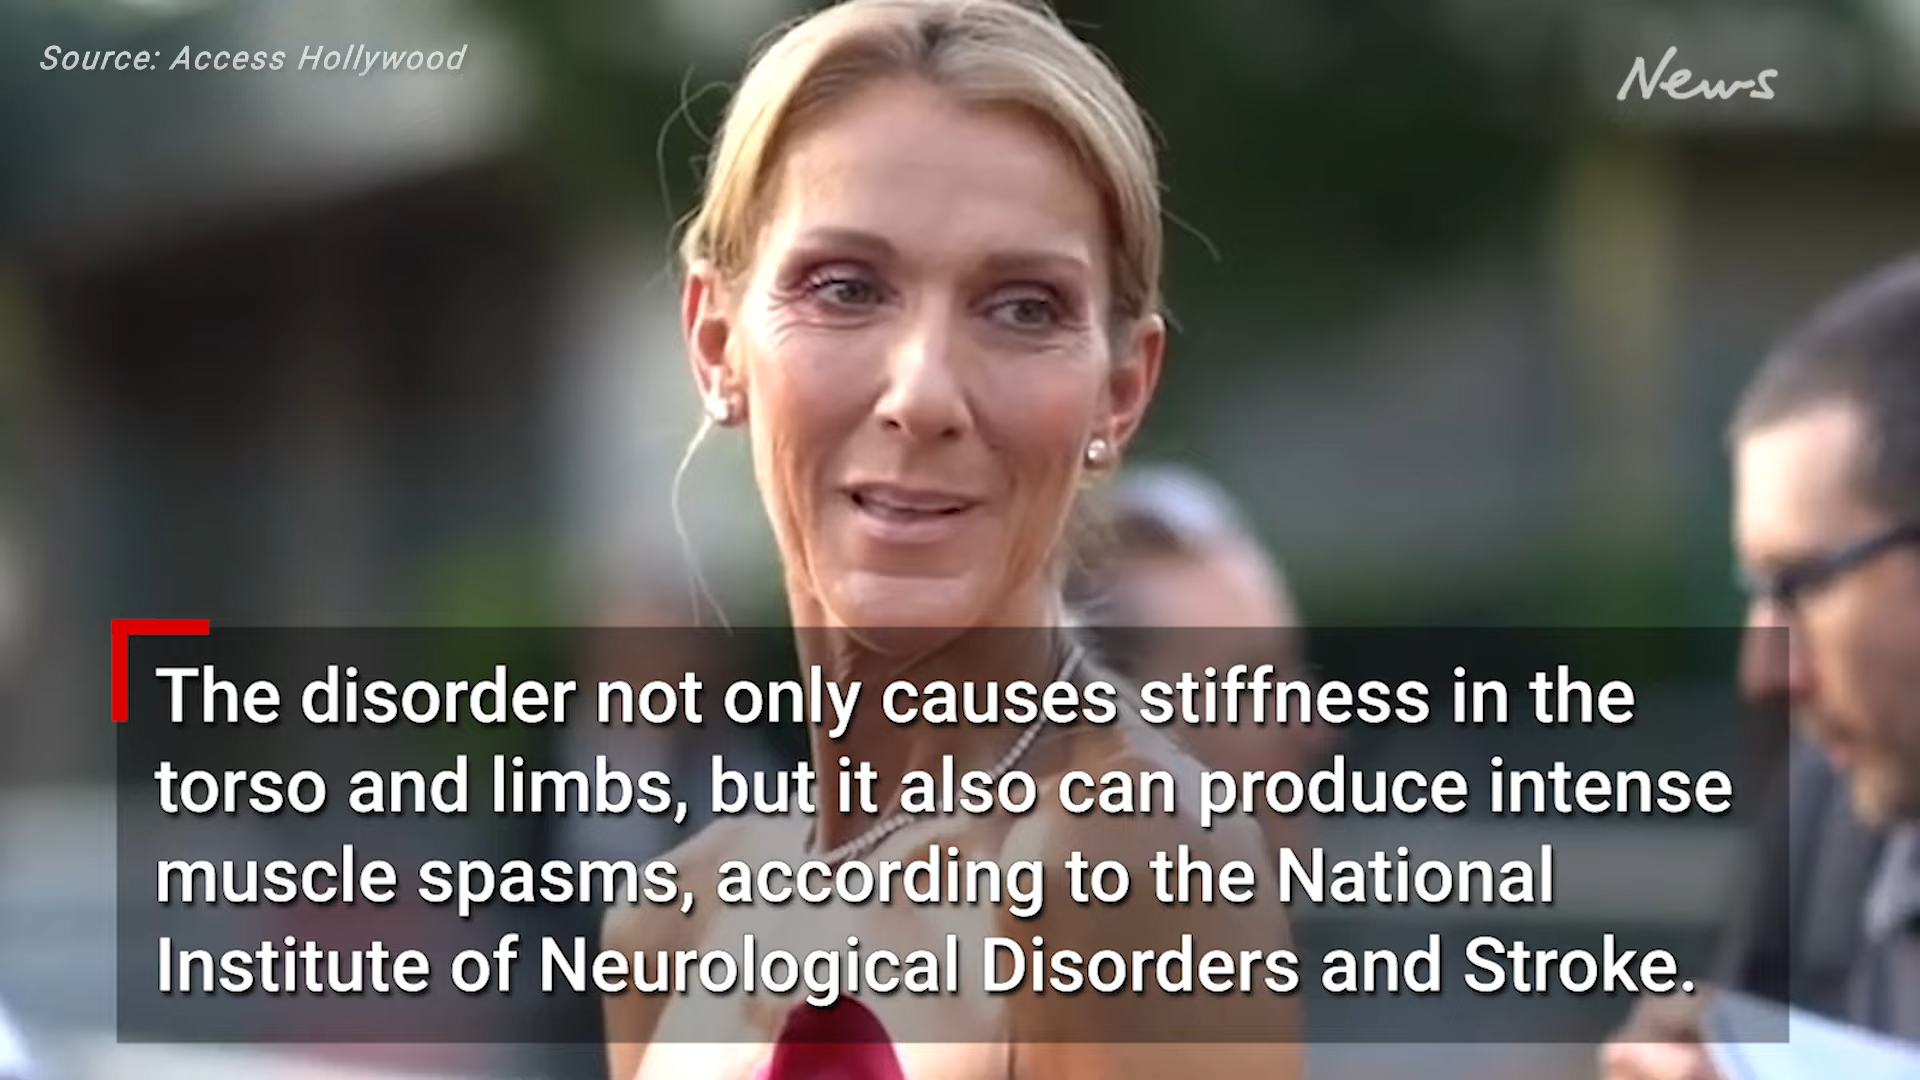 Source: Access Hollywood
News
The disorder not only causes stiffness in the
torso and limbs, but it also can produce intense
muscle spasms, according to the National
Institute of Neurological Disorders and Stroke.